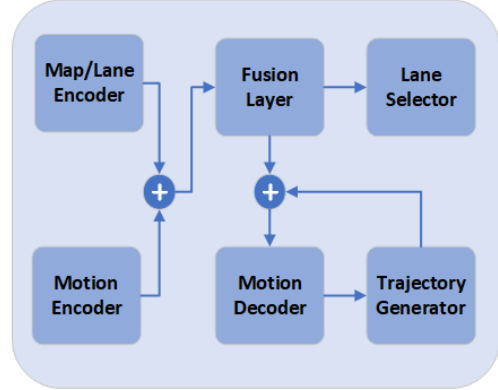 Map/Lane
Encoder
Fusion
Layer
Lane
Selector
+
+
Motion
Encoder
Motion
Decoder
Trajectory
Generator